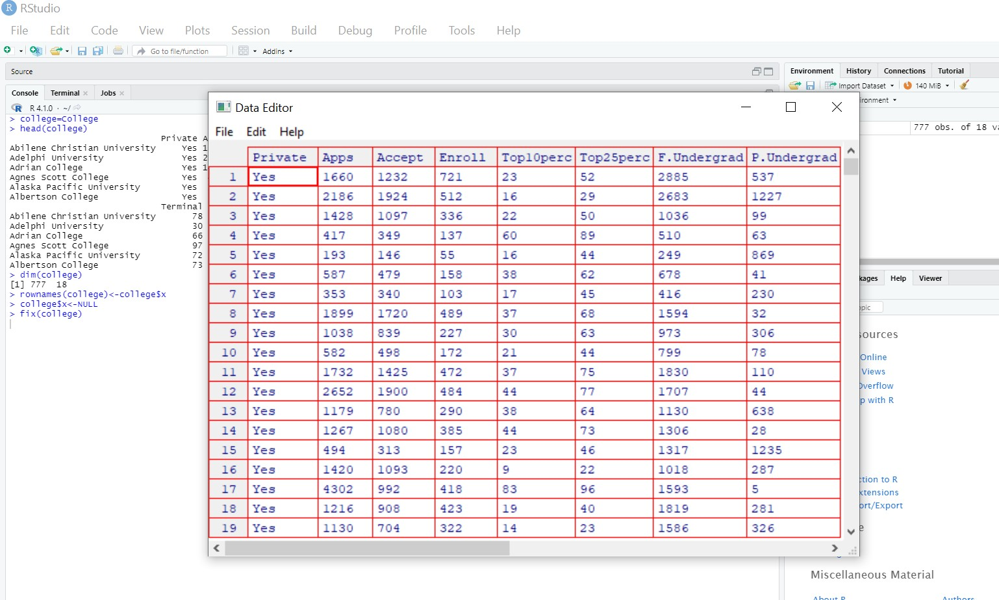 RStudio
File Edit Code View Plots Session Build Debug Profile Tools Help
Go to file/function Addins
Source
Environment History Connections Tutorial
Import Dataset 140 MiB
Console Terminal Jobs
R 4.1.0 · ~/
777 obs. of 18
> college=College
> head(college)
Private
Abilene Christian University Yes
Adelphi University Yes
Adrian College Yes
Agnes Scott College Yes
Alaska Pacific University Yes
Albertson College Yes
Terminal
Abilene Christian University 78
Adelphi University 30
Adrian College 66
Agnes Scott College 97
Alaska Pacific University 72
Albertson College 73
> dim(college)
[1] 777 18
> rownames(college)<-college$x
> college$x<-NULL
> fix(college)
Data Editor
File Edit Help
Private Apps Accept Enroll Top10perc Top25perc F.Undergrad P.Undergrad
1 Yes 1660 1232 721 23 52 2885 537
2 Yes 2186 1924 512 16 29 2683 1227
3 Yes 1428 1097 336 22 50 1036 99
4 Yes 417 349 137 60 89 510 63
5 Yes 193 146 55 16 44 249 869
6 Yes 587 479 158 38 62 678 41
7 Yes 353 340 103 17 45 416 230
8 Yes 1899 1720 489 37 68 1594 32
9 Yes 1038 839 227 30 63 973 306
10 Yes 582 498 172 21 44 799 78
11 Yes 1732 1425 472 37 75 1830 110
12 Yes 2652 1900 484 44 77 1707 44
13 Yes 1179 780 290 38 64 1130 638
14 Yes 1267 1080 385 44 73 1306 28
15 Yes 494 313 157 23 46 1317 1235
16 Yes 1420 1093 220 9 22 1018 287
17 Yes 4302 992 418 83 96 1593 5
18 Yes 1216 908 423 19 40 1819 281
19 Yes 1130 704 322 14 23 1586 326
Help Viewer
Online
Views
with R
to R
Miscellaneous Material
About R Authors